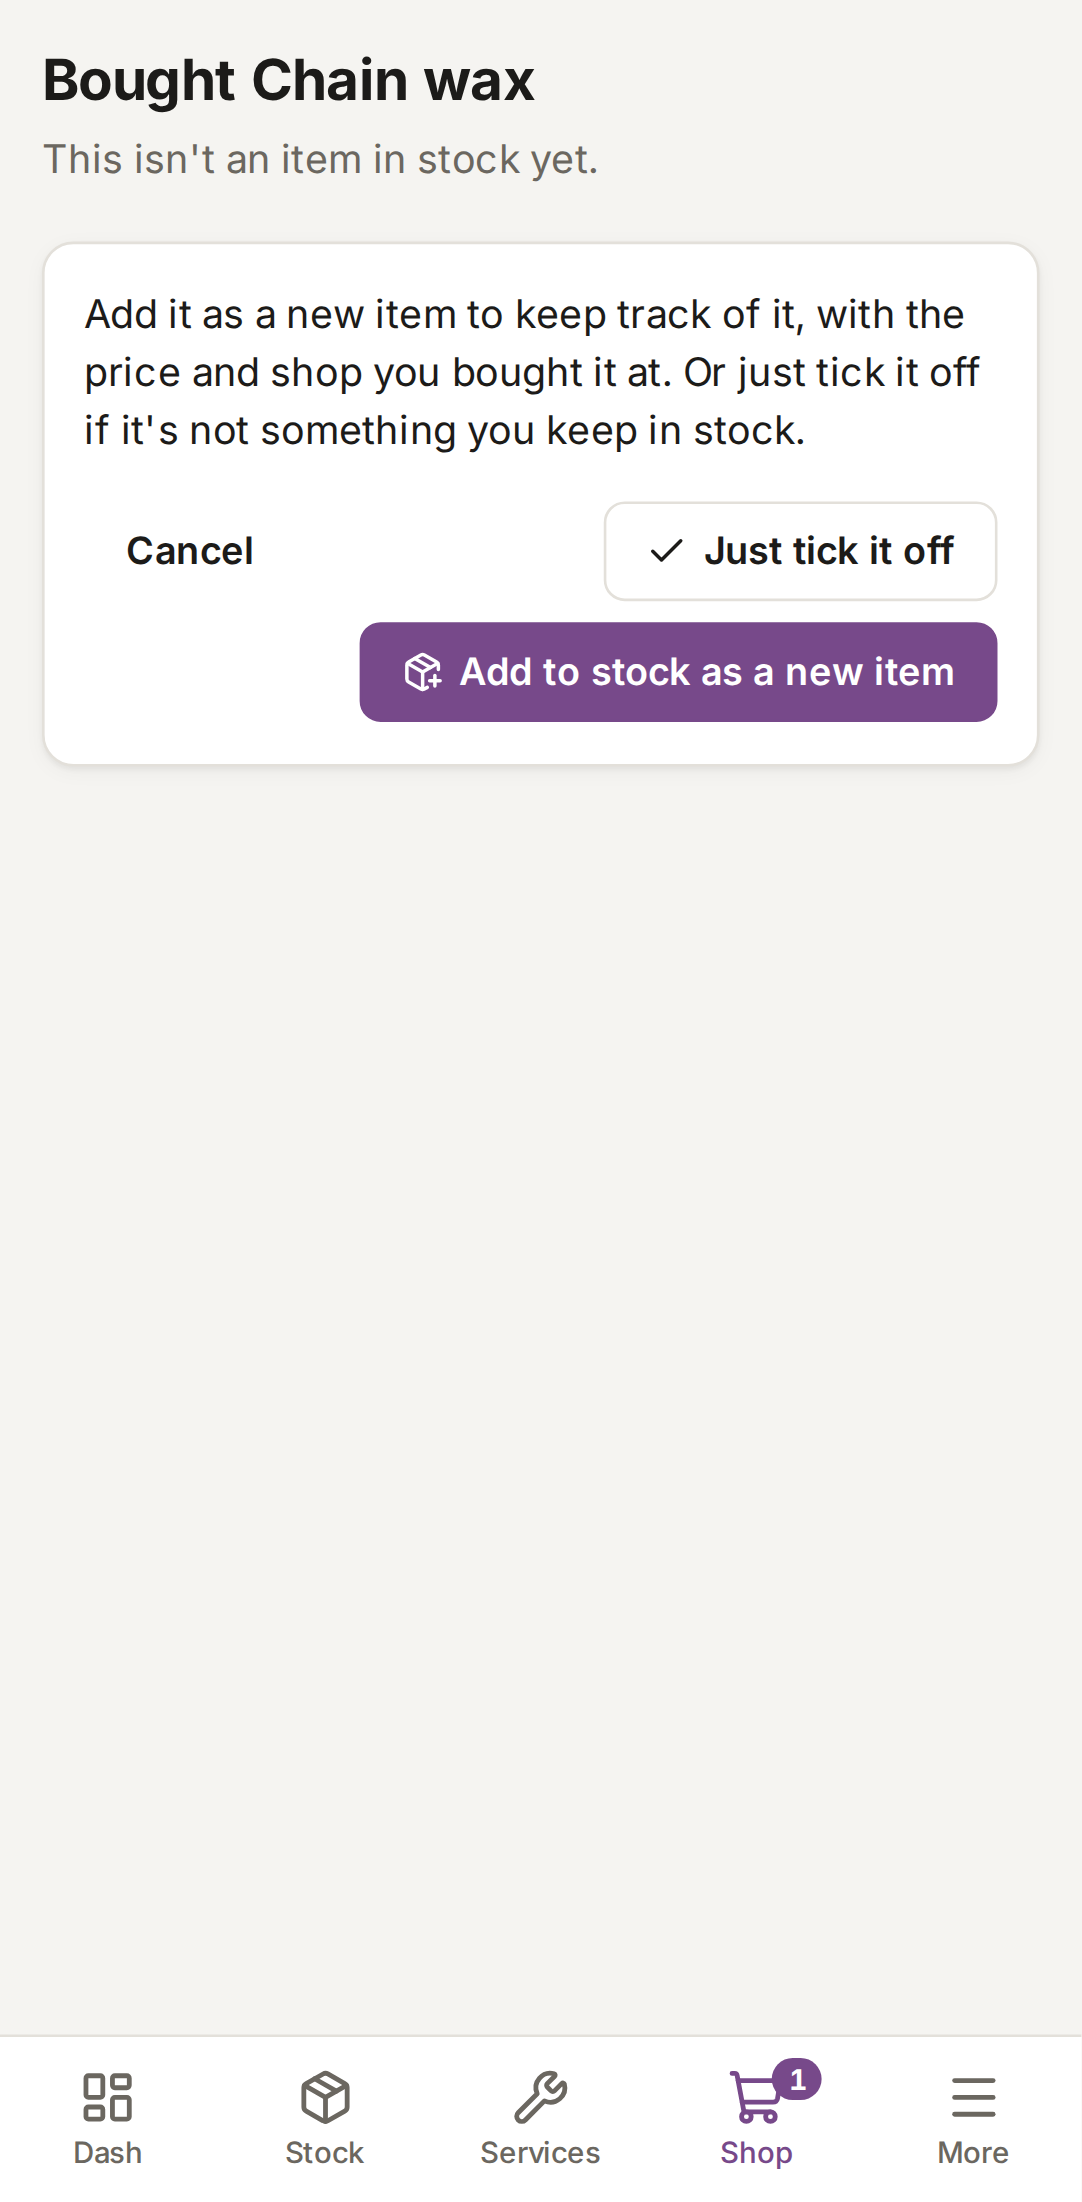 Bought Chain wax
This isn't an item in stock yet.
Add it as a new item to keep track of it, with the
price and shop you bought it at. Or just tick it off
if it's not something you keep in stock.
Cancel
Just tick it off
Add to stock as a new item
1
Dash
Stock
Services
Shop
More